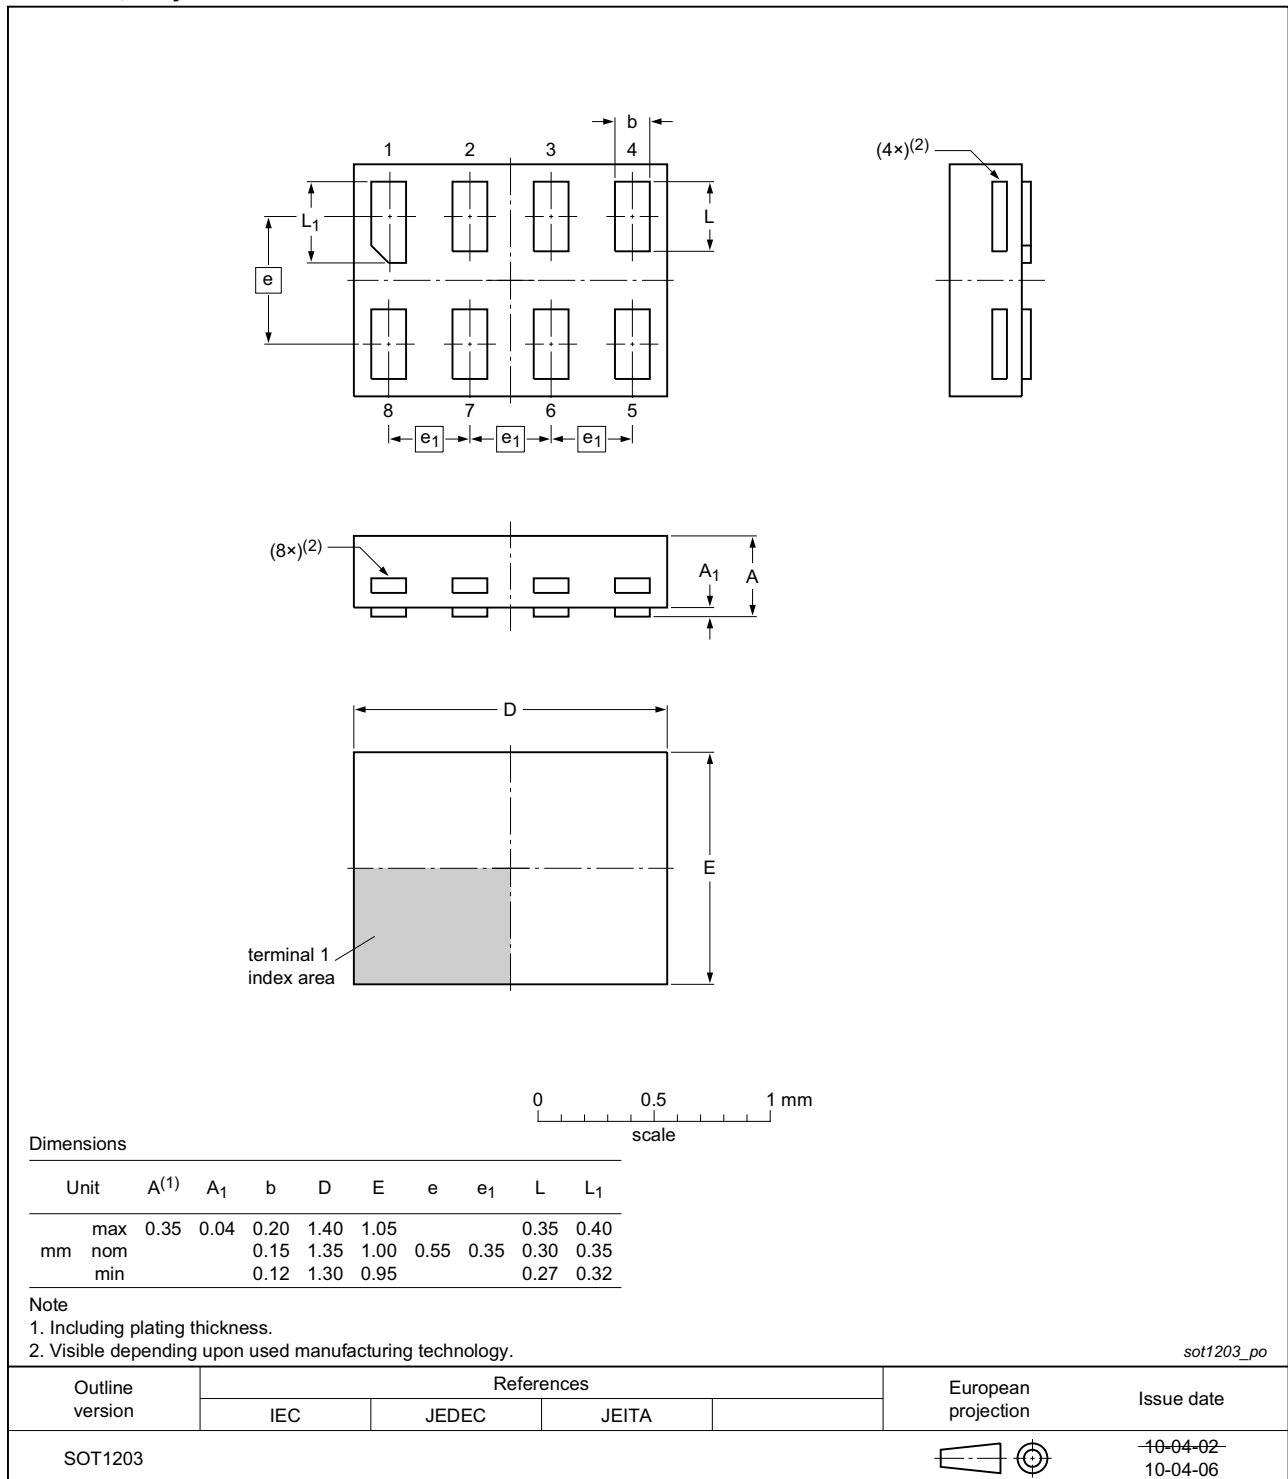 b
1 2 3 4
(4×)(2)
L1
L
e
8 7 6 5
e1 e1 e1
(8×)(2)
A1 A
D
E
terminal 1
index area
0 0.5 1 mm
scale
Dimensions
Unit A(1) A1 b D E e e1 L L1
max 0.35 0.04 0.20 1.40 1.05 0.35 0.40
mm nom 0.15 1.35 1.00 0.55 0.35 0.30 0.35
min 0.12 1.30 0.95 0.27 0.32
Note
1. Including plating thickness.
2. Visible depending upon used manufacturing technology.
sot1203_po
Outline version References European projection Issue date
IEC JEDEC JEITA
SOT1203 10-04-02
10-04-06